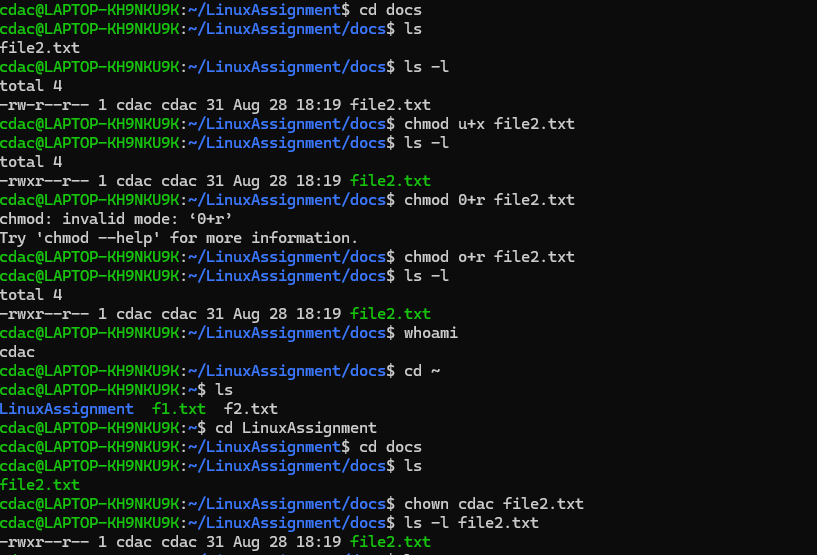 cdac@LAPTOP-KH9NKU9K:~/LinuxAssignment$ cd docs
cdac@LAPTOP-KH9NKU9K:~/LinuxAssignment/docs$ ls
file2.txt
cdac@LAPTOP-KH9NKU9K:~/LinuxAssignment/docs$ ls -l
total 4
-rw-r--r-- 1 cdac cdac 31 Aug 28 18:19 file2.txt
cdac@LAPTOP-KH9NKU9K:~/LinuxAssignment/docs$ chmod u+x file2.txt
cdac@LAPTOP-KH9NKU9K:~/LinuxAssignment/docs$ ls -l
total 4
-rwxr--r-- 1 cdac cdac 31 Aug 28 18:19 file2.txt
cdac@LAPTOP-KH9NKU9K:~/LinuxAssignment/docs$ chmod 0+r file2.txt
chmod: invalid mode: ‘0+r’
Try 'chmod --help' for more information.
cdac@LAPTOP-KH9NKU9K:~/LinuxAssignment/docs$ chmod o+r file2.txt
cdac@LAPTOP-KH9NKU9K:~/LinuxAssignment/docs$ ls -l
total 4
-rwxr--r-- 1 cdac cdac 31 Aug 28 18:19 file2.txt
cdac@LAPTOP-KH9NKU9K:~/LinuxAssignment/docs$ whoami
cdac
cdac@LAPTOP-KH9NKU9K:~/LinuxAssignment/docs$ cd ~
cdac@LAPTOP-KH9NKU9K:~$ ls
LinuxAssignment  f1.txt  f2.txt
cdac@LAPTOP-KH9NKU9K:~$ cd LinuxAssignment
cdac@LAPTOP-KH9NKU9K:~/LinuxAssignment$ cd docs
cdac@LAPTOP-KH9NKU9K:~/LinuxAssignment/docs$ ls
file2.txt
cdac@LAPTOP-KH9NKU9K:~/LinuxAssignment/docs$ chown cdac file2.txt
cdac@LAPTOP-KH9NKU9K:~/LinuxAssignment/docs$ ls -l file2.txt
-rwxr--r-- 1 cdac cdac 31 Aug 28 18:19 file2.txt